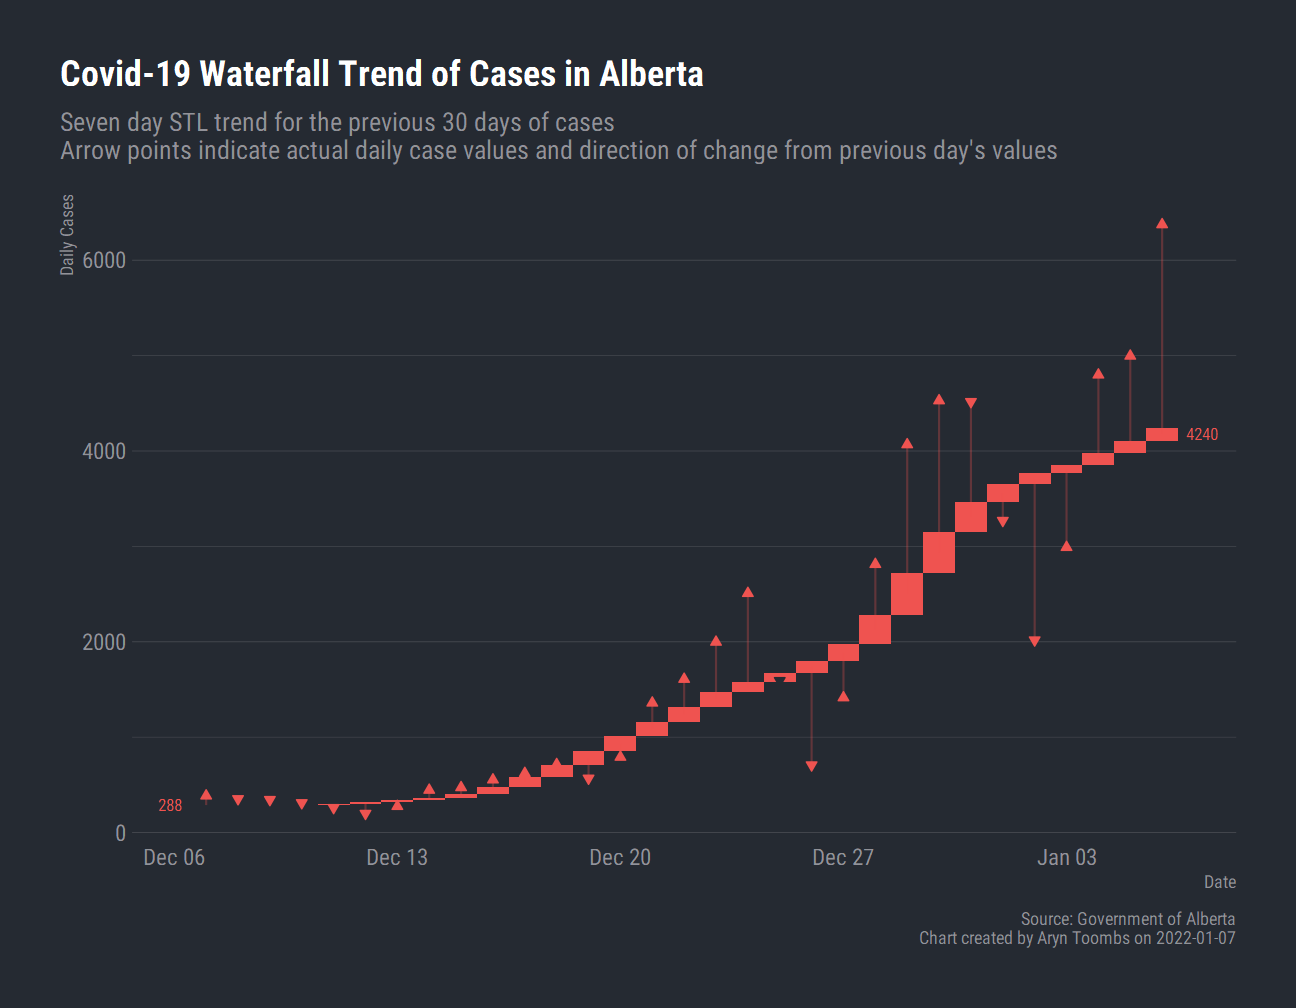 Covid-19 Waterfall Trend of Cases in Alberta
Seven day STL trend for the previous 30 days of cases
Arrow points indicate actual daily case values and direction of change from previous day's values
Daily Cases
6000
4000
2000
0
4240
288
Dec 06
Dec 13
Dec 20
Dec 27
Jan 03
Date
Source: Government of Alberta
Chart created by Aryn Toombs on 2022-01-07